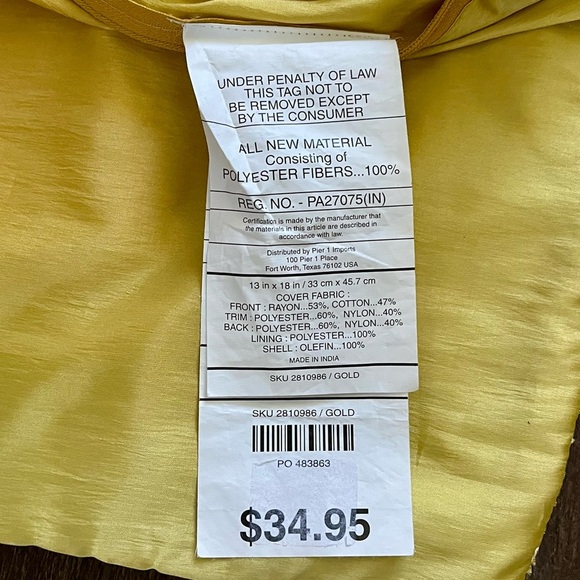 UNDER PENALTY OF LAW
THIS TAG NOT TO
BE REMOVED EXCEPT
BY THE CONSUMER
ALL NEW MATERIAL
Consisting of
POLYESTER FIBERS...100%
REG. NO. - PA27075(IN)
Certification is made by the manufacturer that
the materials in this article are described in
accordance with law.
Distributed by Pier 1 Imports
100 Pier 1 Place
Fort Worth, Texas 76102 USA
13 in x 18 in / 33 cm x 45.7 cm
COVER FABRIC :
FRONT : RAYON...53%, COTTON...47%
TRIM : POLYESTER...60%, NYLON...40%
BACK : POLYESTER...60%, NYLON...40%
LINING : POLYESTER...100%
SHELL : OLEFIN...100%
MADE IN INDIA
SKU 2810986 / GOLD
SKU 2810986 / GOLD
PO 483863
$34.95